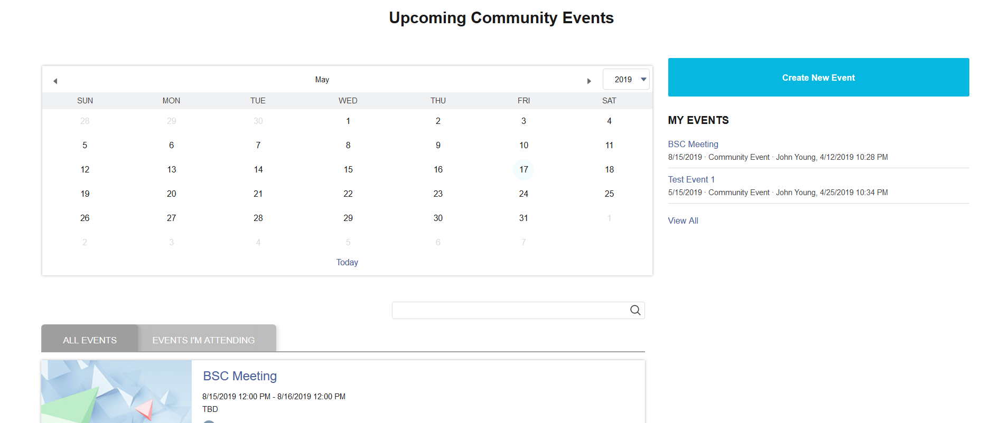 Upcoming Community Events
May
2019
SUN MON TUE WED THU FRI SAT
28 29 30 1 2 3 4
5 6 7 8 9 10 11
12 13 14 15 16 17 18
19 20 21 22 23 24 25
26 27 28 29 30 31 1
2 3 4 5 6 7
Today
Create New Event
MY EVENTS
BSC Meeting
8/15/2019 · Community Event · John Young, 4/12/2019 10:28 PM
Test Event 1
5/15/2019 · Community Event · John Young, 4/25/2019 10:34 PM
View All
ALL EVENTS EVENTS I'M ATTENDING
BSC Meeting
8/15/2019 12:00 PM - 8/16/2019 12:00 PM
TBD